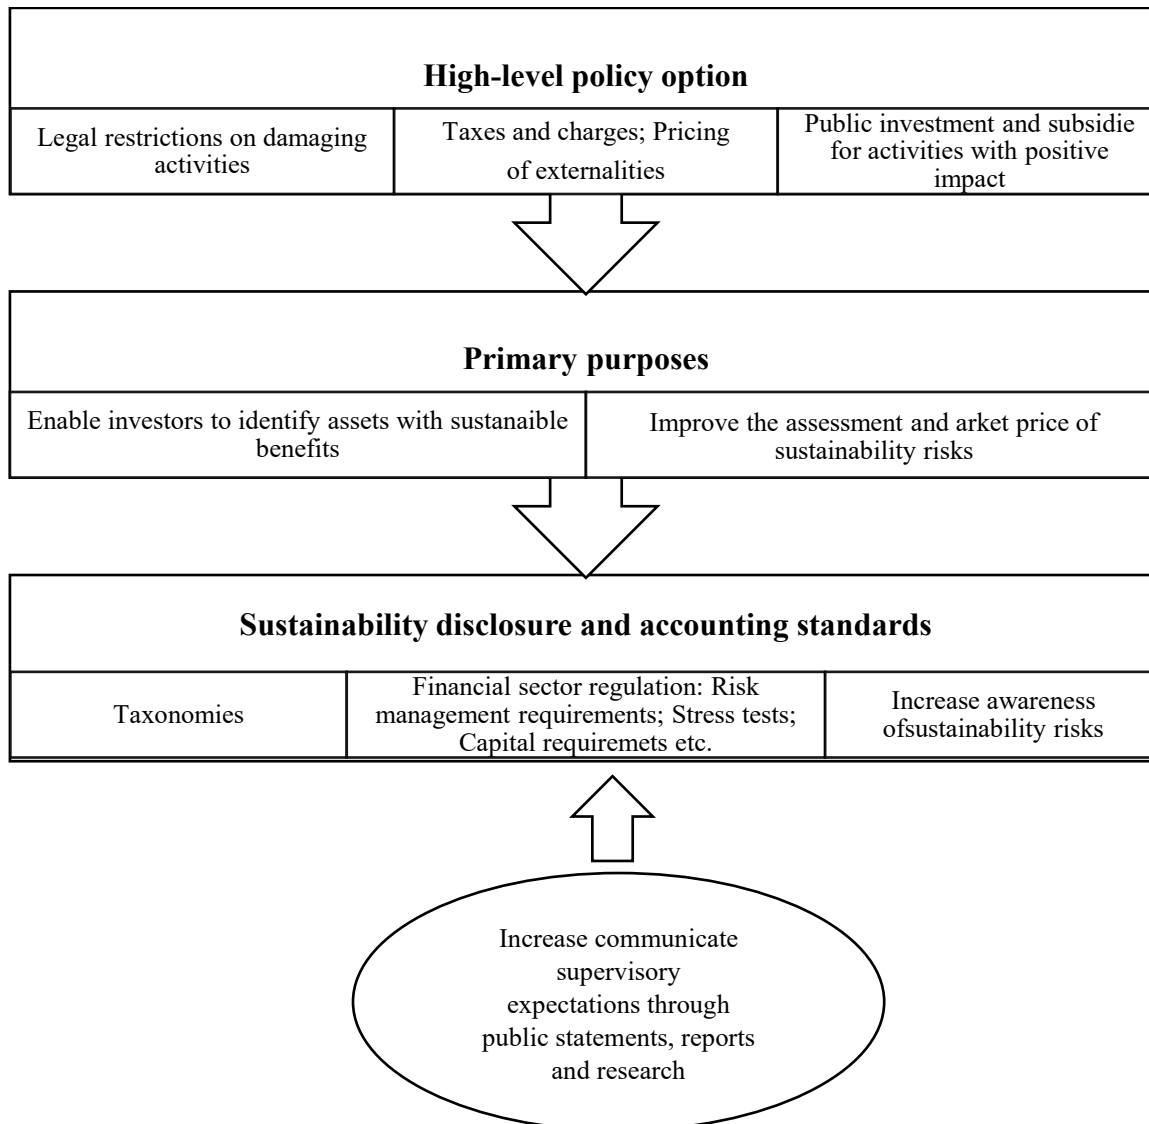 High-level policy option
Legal restrictions on damaging
activities
Taxes and charges; Pricing
of externalities
Public investment and subsidie
for activities with positive
impact
Primary purposes
Enable investors to identify assets with sustanaible
benefits
Improve the assessment and arket price of
sustainability risks
Sustainability disclosure and accounting standards
Taxonomies
Financial sector regulation: Risk
management requirements; Stress tests;
Capital requiremets etc.
Increase awareness
ofsustainability risks
Increase communicate
supervisory
expectations through
public statements, reports
and research